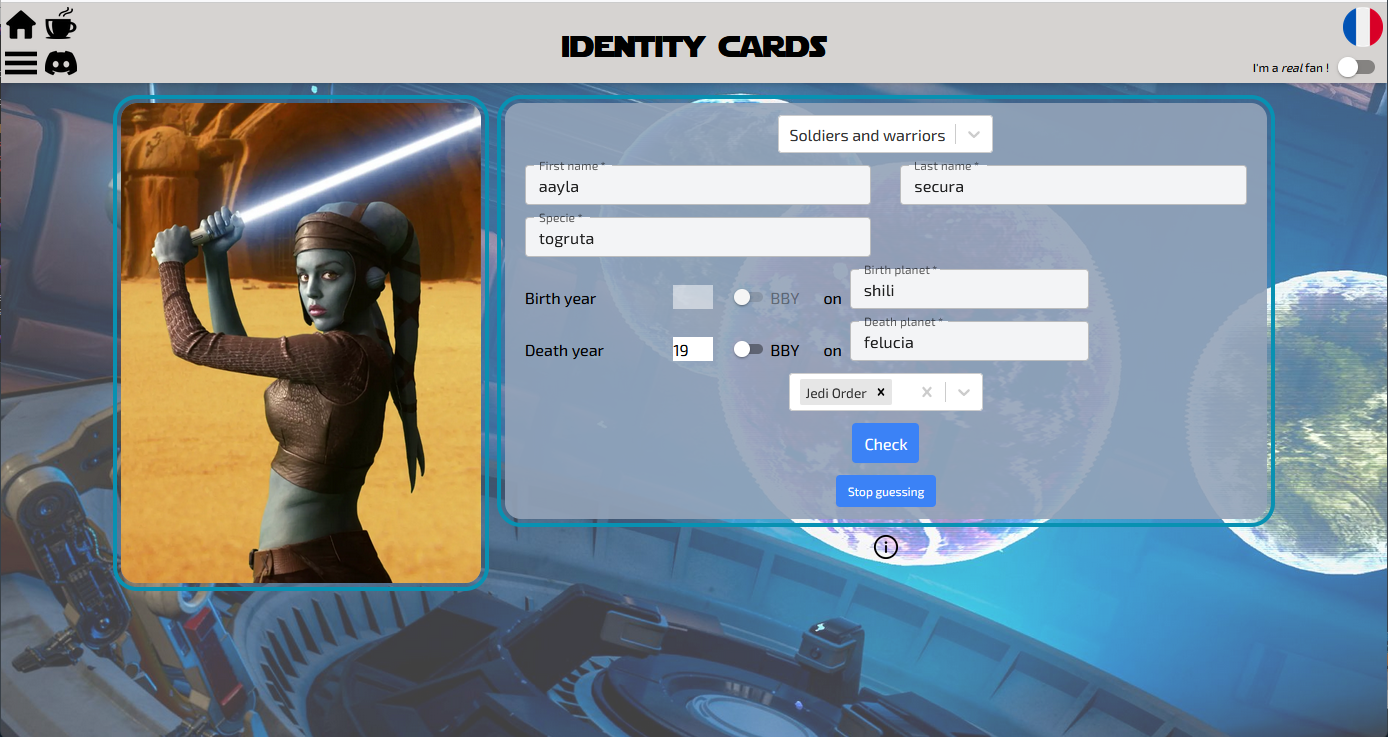 IDENTITY CARDS
I'm a real fan !
Soldiers and warriors
First name *
aayla
Last name *
secura
Specie *
togruta
Birth year
BBY
on
Birth planet *
shili
Death year
19
BBY
on
Death planet *
felucia
Jedi Order x
Check
Stop guessing
i